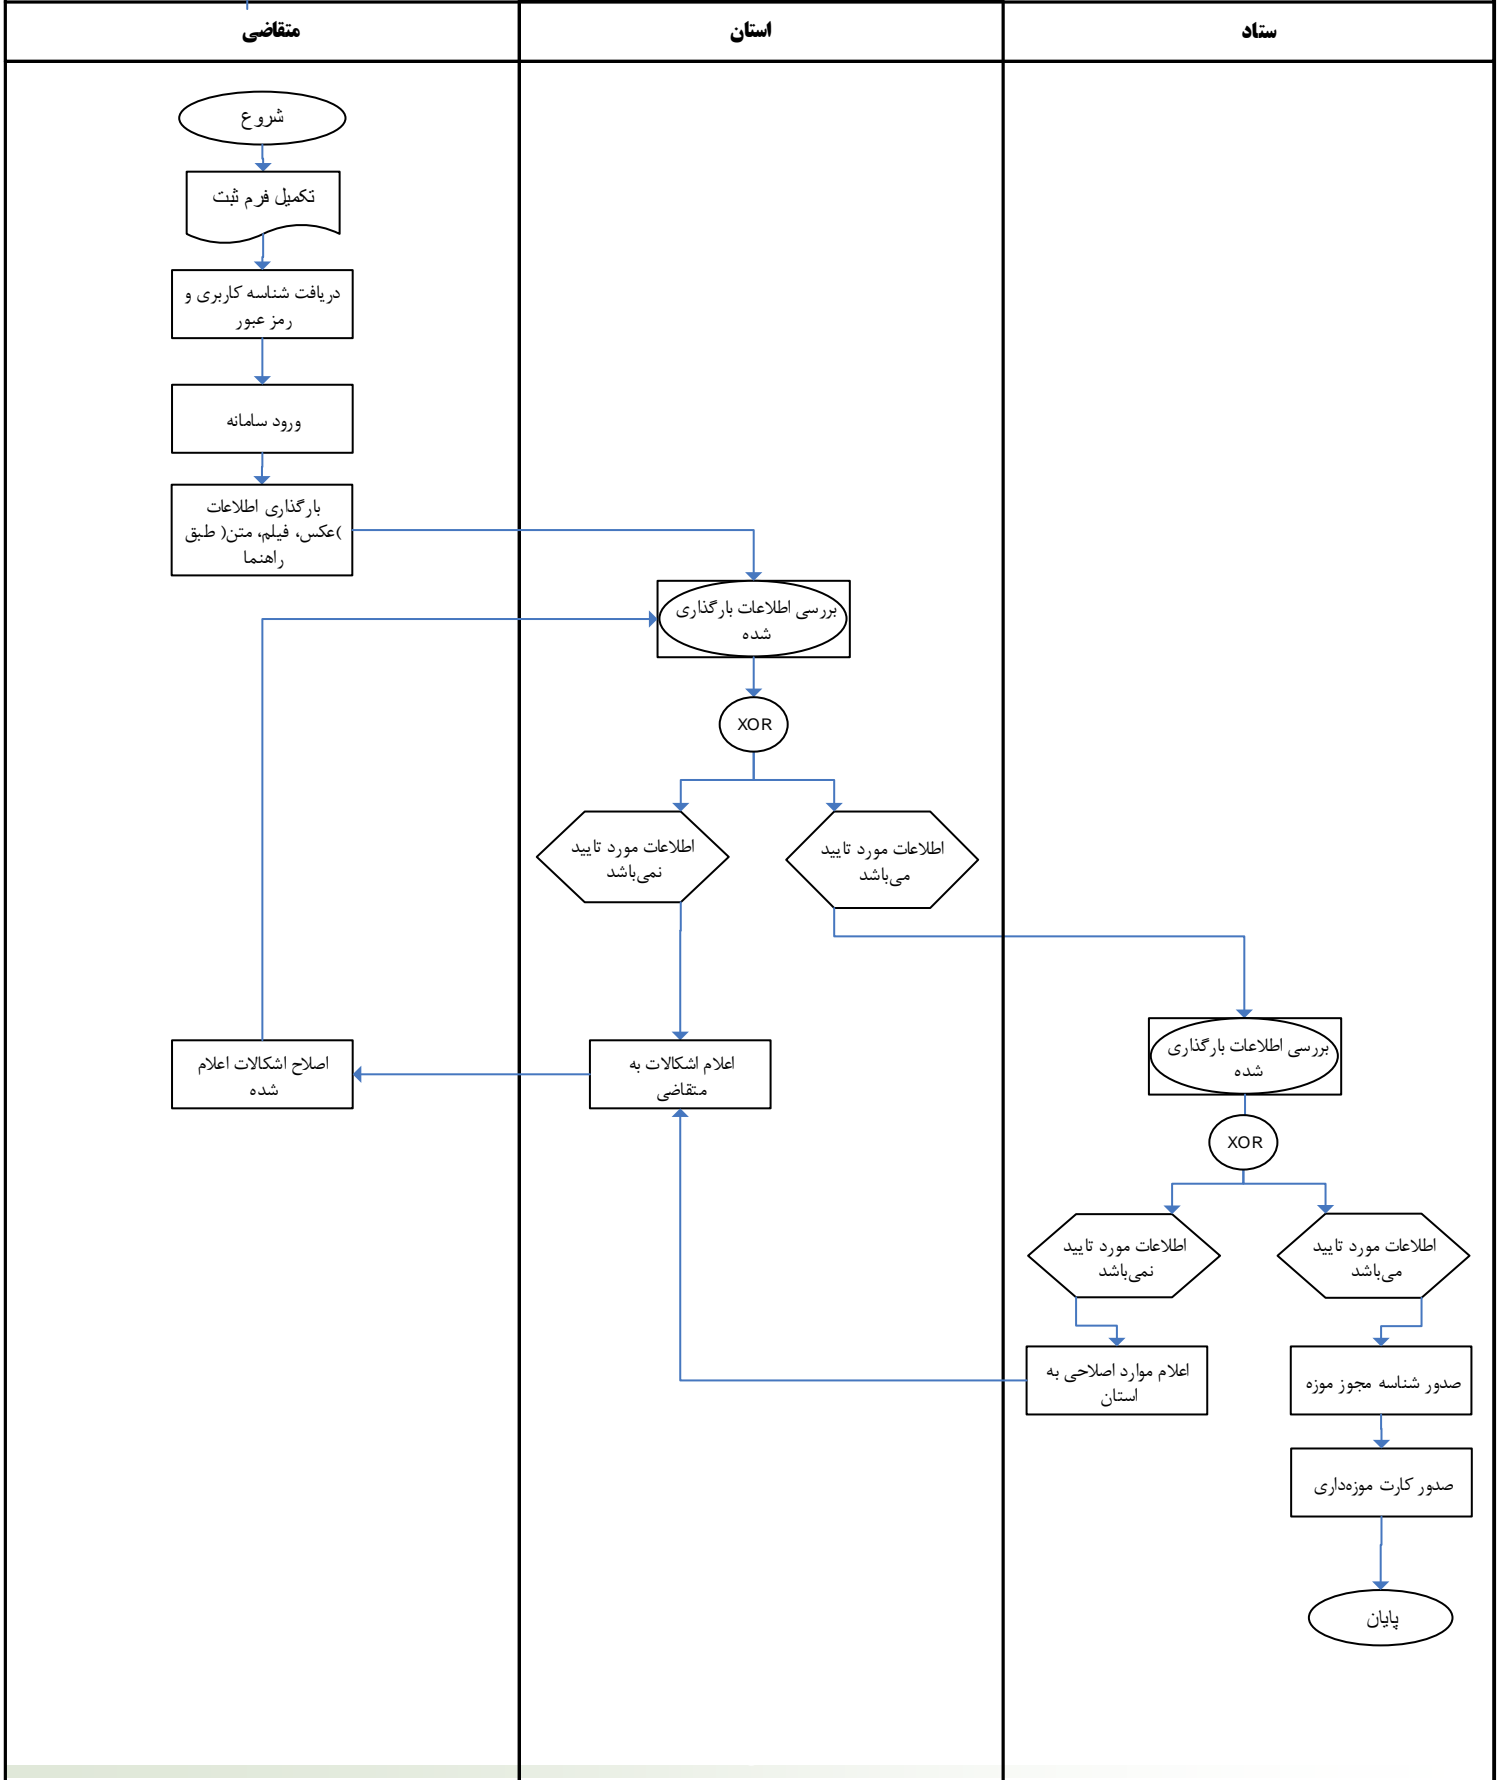 متقاضی
استان
ستاد
شروع
تکمیل فرم ثبت
دریافت شناسه کاربری و
رمز عبور
ورود سامانه
بارگذاری اطلاعات
)عکس، فیلم، متن( طبق
راهنما
بررسی اطلاعات بارگذاری
شده
XOR
اطلاعات مورد تایید
نمی‌باشد
اطلاعات مورد تایید
می‌باشد
اعلام اشکالات به
متقاضی
اصلاح اشکالات اعلام
شده
بررسی اطلاعات بارگذاری
شده
XOR
اطلاعات مورد تایید
نمی‌باشد
اطلاعات مورد تایید
می‌باشد
اعلام موارد اصلاحی به
استان
صدور شناسه مجوز موزه
صدور کارت موزه‌داری
پایان